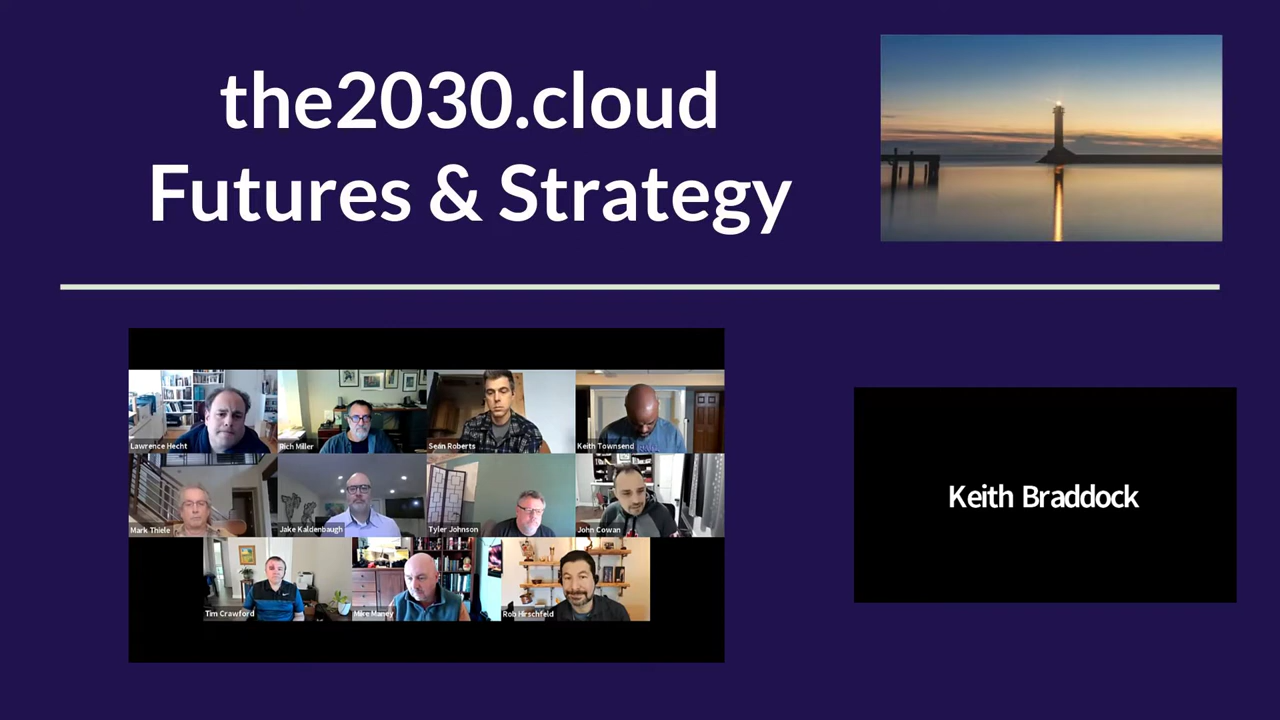 the2030.cloud
Futures & Strategy
Lawrence Hecht
Rich Miller
Seán Roberts
Keith Townsend
Mark Thiele
Jake Kaldenbaugh
Tyler Johnson
John Cowan
Tim Crawford
Mike Maney
Rob Hirschfeld
Keith Braddock